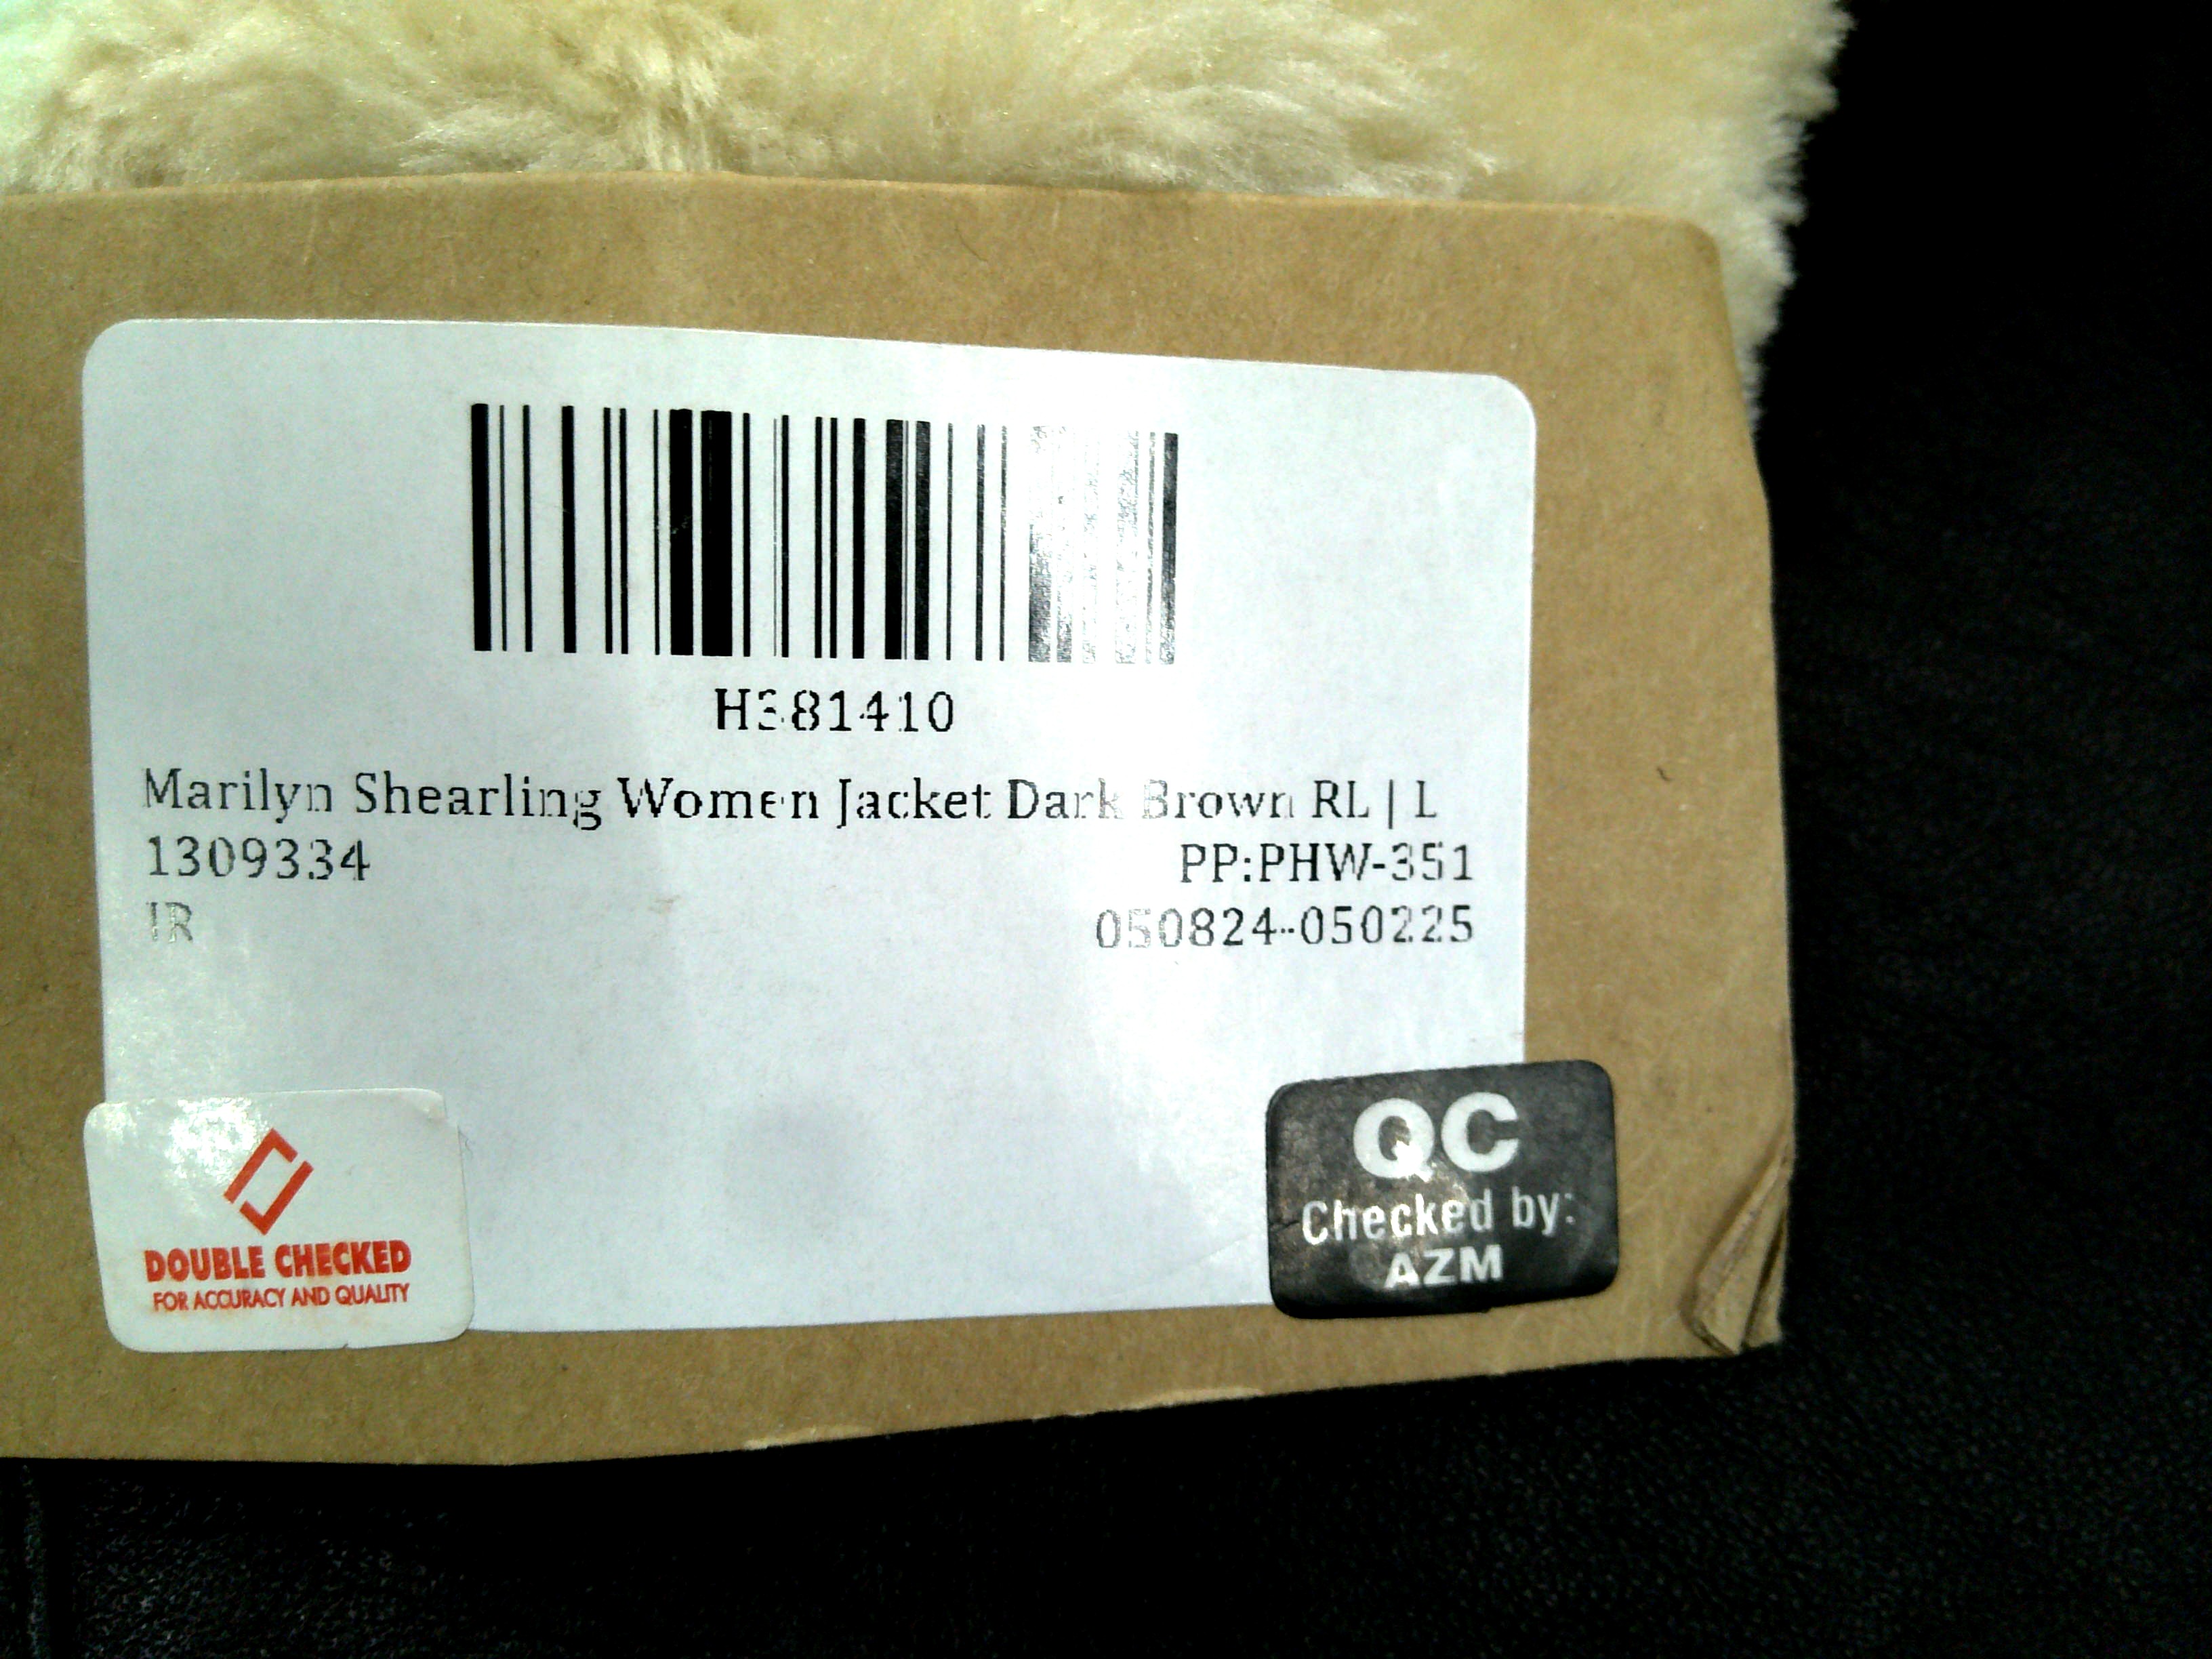 H381410
Marilyn Shearling Women Jacket Dark Brown RL | L
1309334
PP:PHW-351
IR
050824-050225
DOUBLE CHECKED
FOR ACCURACY AND QUALITY
QC
Checked by:
AZM